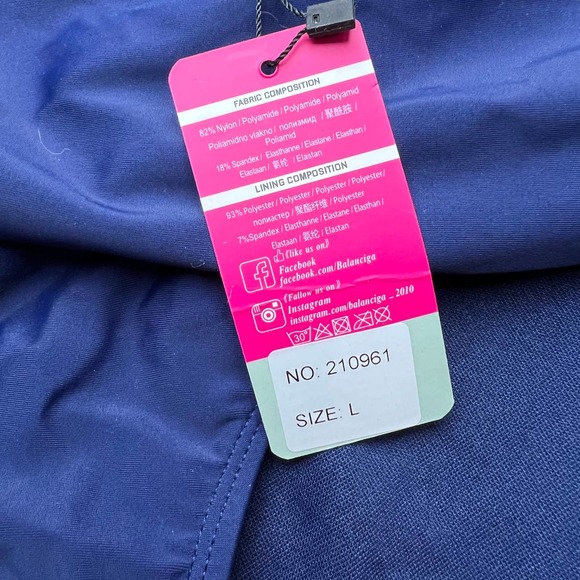 FABRIC COMPOSITION
82% Nylon / Polyamide / Polyamide / Polyamid
Poliamidno vlakno / полиамид / 聚酰胺 /
Poliamid
18% Spandex / Elasthanne / Elastane / Elasthan /
Elastaan / 氨纶 / Elastan
LINING COMPOSITION
93% Polyester / Polyester / Polyester / Polyester /
полиэстер / 聚酯纤维 / Polyester
7%Spandex / Elasthanne / Elastane / Elasthan /
Elastaan / 氨纶 / Elastan
《like us on》
Facebook
facebook.com/Balanciga
《Follow us on》
Instagram
instagram.com/balanciga _ 2010
30°
NO: 210961
SIZE: L